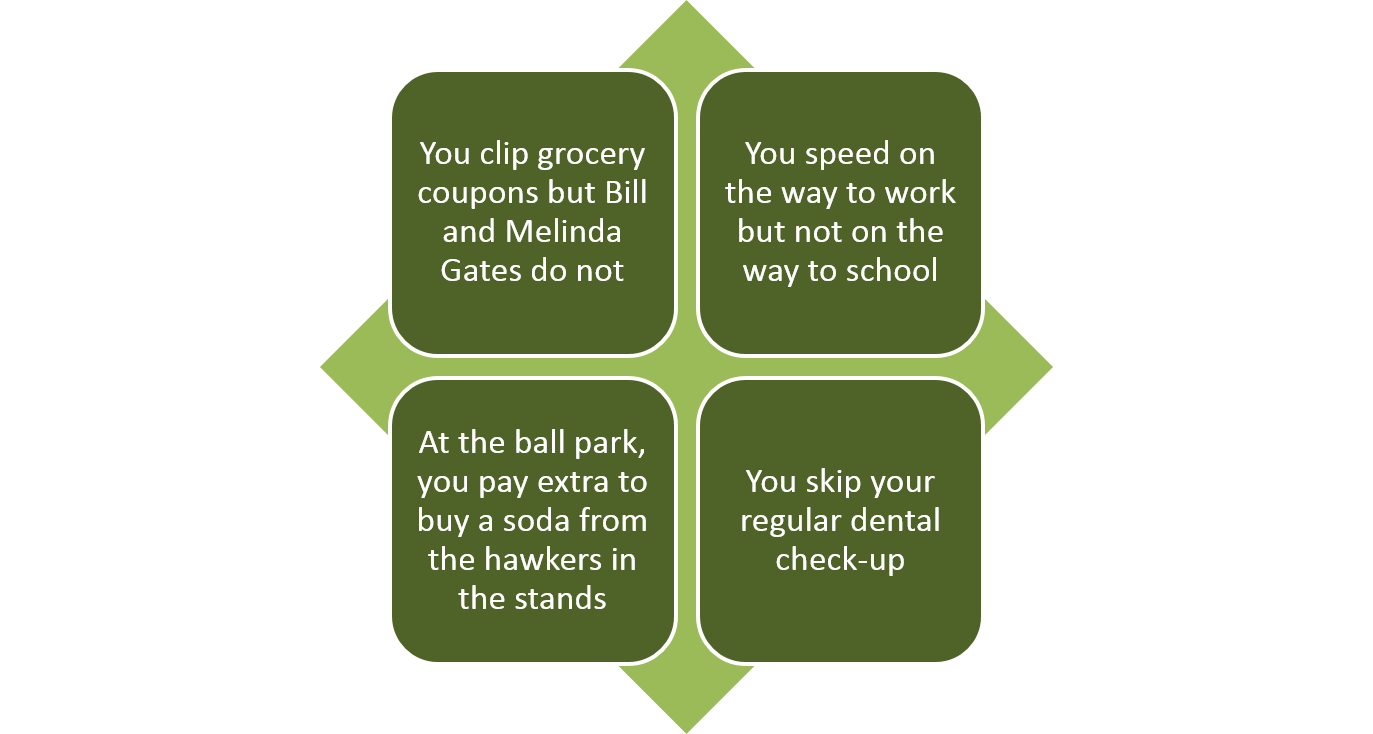 You clip grocery
coupons but Bill
and Melinda
Gates do not
You speed on
the way to work
but not on the
way to school
At the ball park,
you pay extra to
buy a soda from
the hawkers in
the stands
You skip your
regular dental
check-up